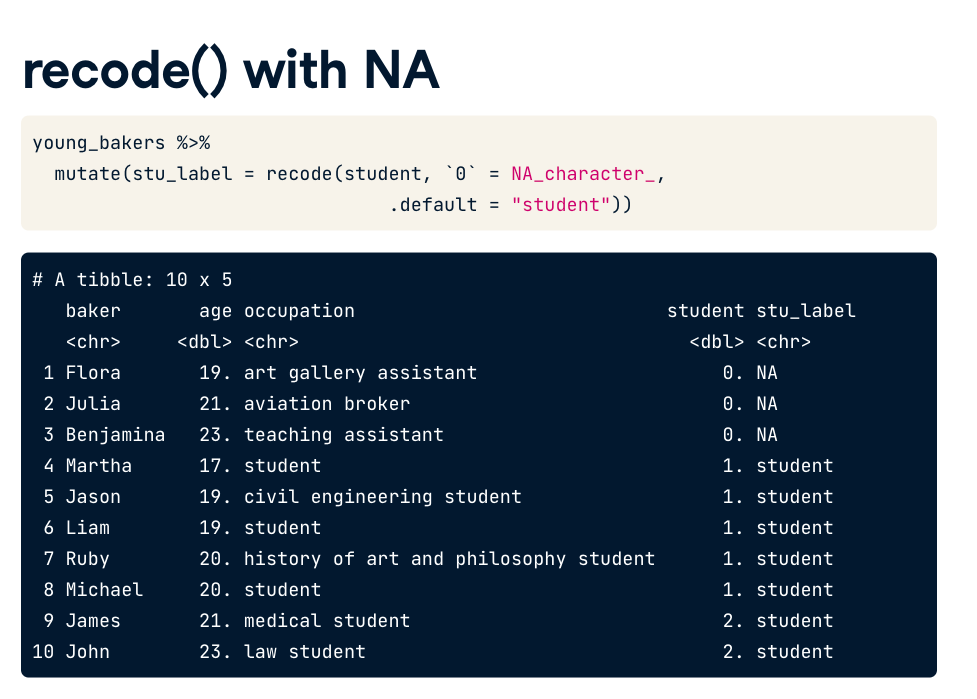 recode() with NA
young_bakers %>%
  mutate(stu_label = recode(student, `0` = NA_character_,
                                .default = "student"))
# A tibble: 10 x 5
   baker       age occupation                            student stu_label
   <chr>     <dbl> <chr>                                   <dbl> <chr>
 1 Flora       19. art gallery assistant                      0. NA
 2 Julia       21. aviation broker                            0. NA
 3 Benjamina   23. teaching assistant                         0. NA
 4 Martha      17. student                                    1. student
 5 Jason       19. civil engineering student                  1. student
 6 Liam        19. student                                    1. student
 7 Ruby        20. history of art and philosophy student      1. student
 8 Michael     20. student                                    1. student
 9 James       21. medical student                            2. student
10 John        23. law student                                2. student